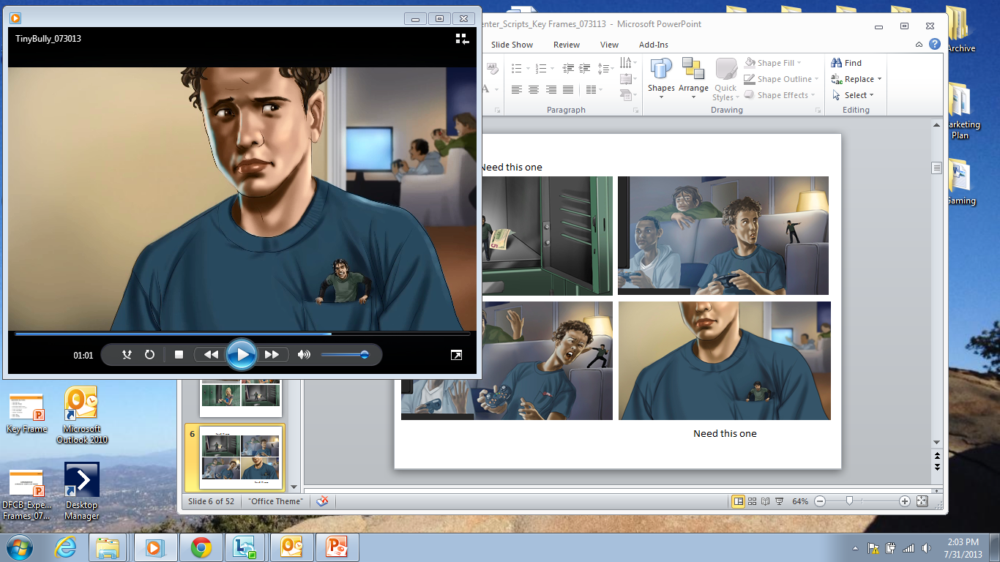 TinyBully_073013
01:01
enter_Scripts_Key Frames_073113 - Microsoft PowerPoint
Slide Show
Review
View
Add-Ins
Shapes
Arrange
Quick
Styles
Shape Fill
Shape Outline
Shape Effects
Find
Replace
Select
Paragraph
Drawing
Editing
Need this one
5
Need this one
6
Slide 6 of 52
"Office Theme"
64%
Archive
arketing
Plan
Gaming
Key Frame
Microsoft
Outlook 2010
DFCB_Expe...
Frames_07...
Desktop
Manager
2:03 PM
7/31/2013